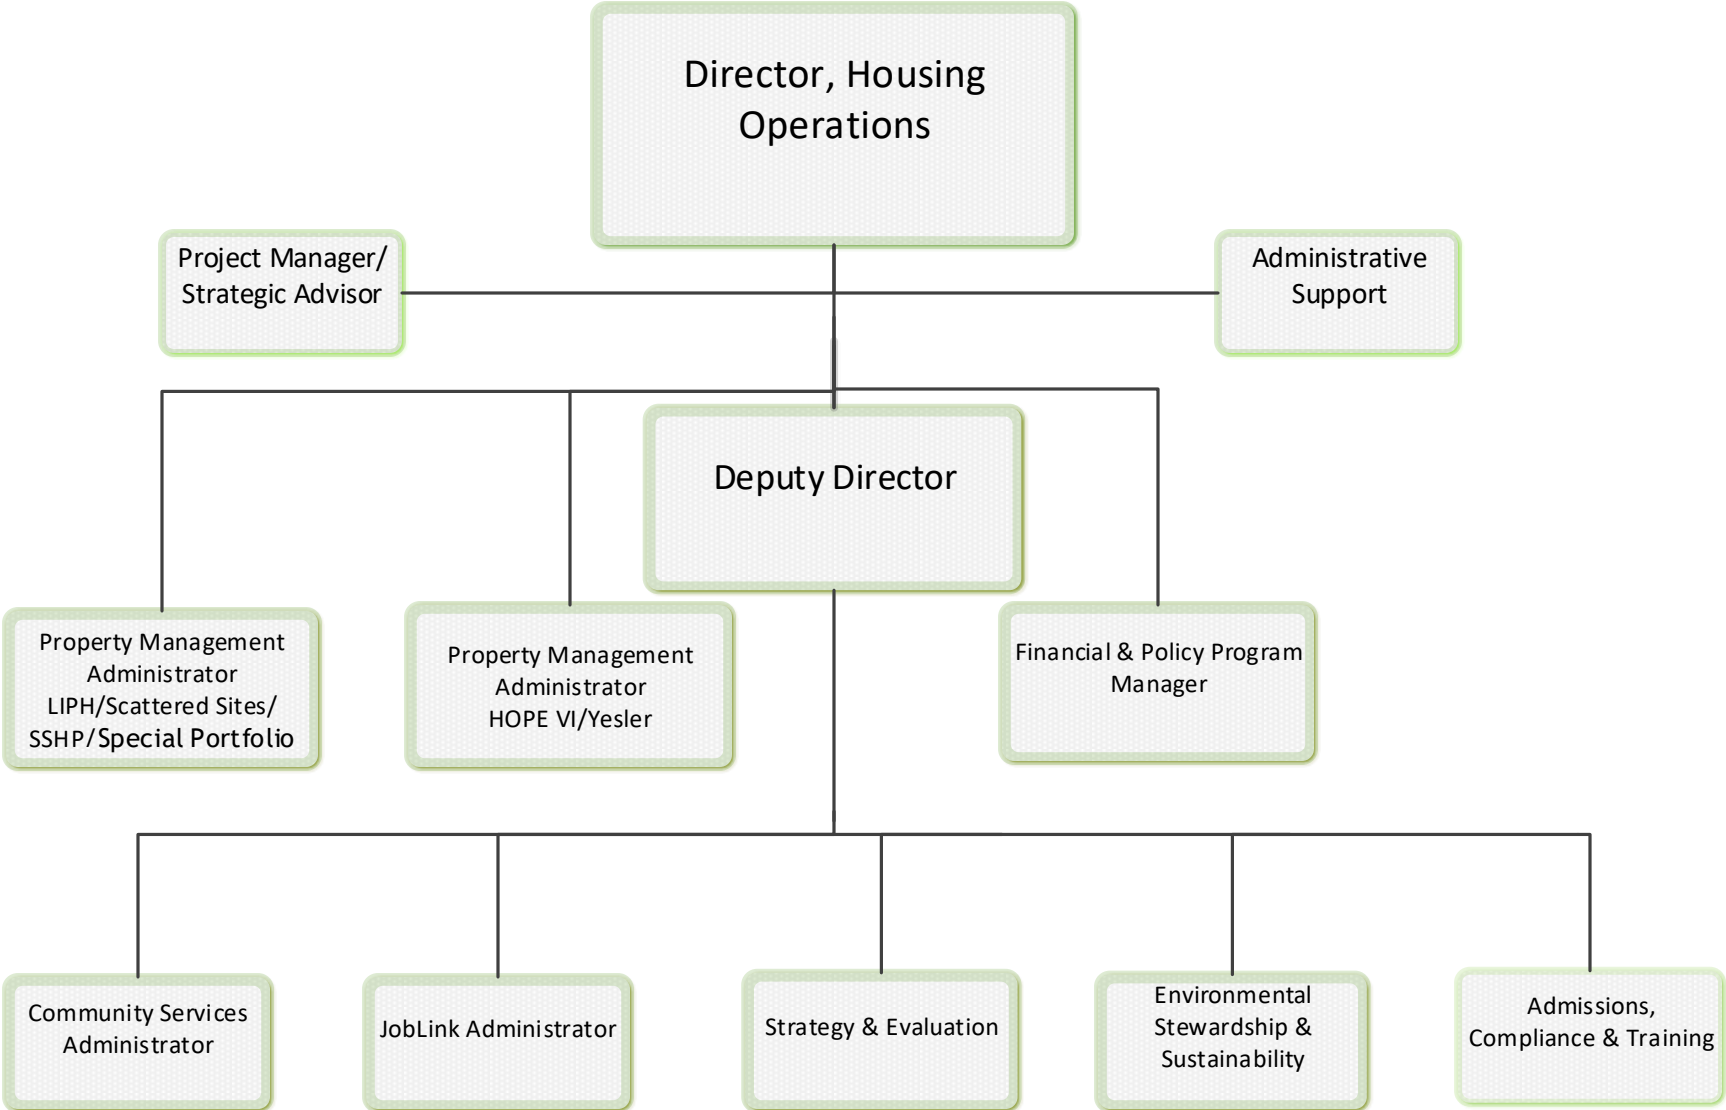 Director, Housing
Operations
Project Manager/
Strategic Advisor
Administrative
Support
Deputy Director
Property Management
Administrator
LIPH/Scattered Sites/
SSHP/Special Portfolio
Property Management
Administrator
HOPE VI/Yesler
Financial & Policy Program
Manager
Community Services
Administrator
JobLink Administrator
Strategy & Evaluation
Environmental
Stewardship &
Sustainability
Admissions,
Compliance & Training